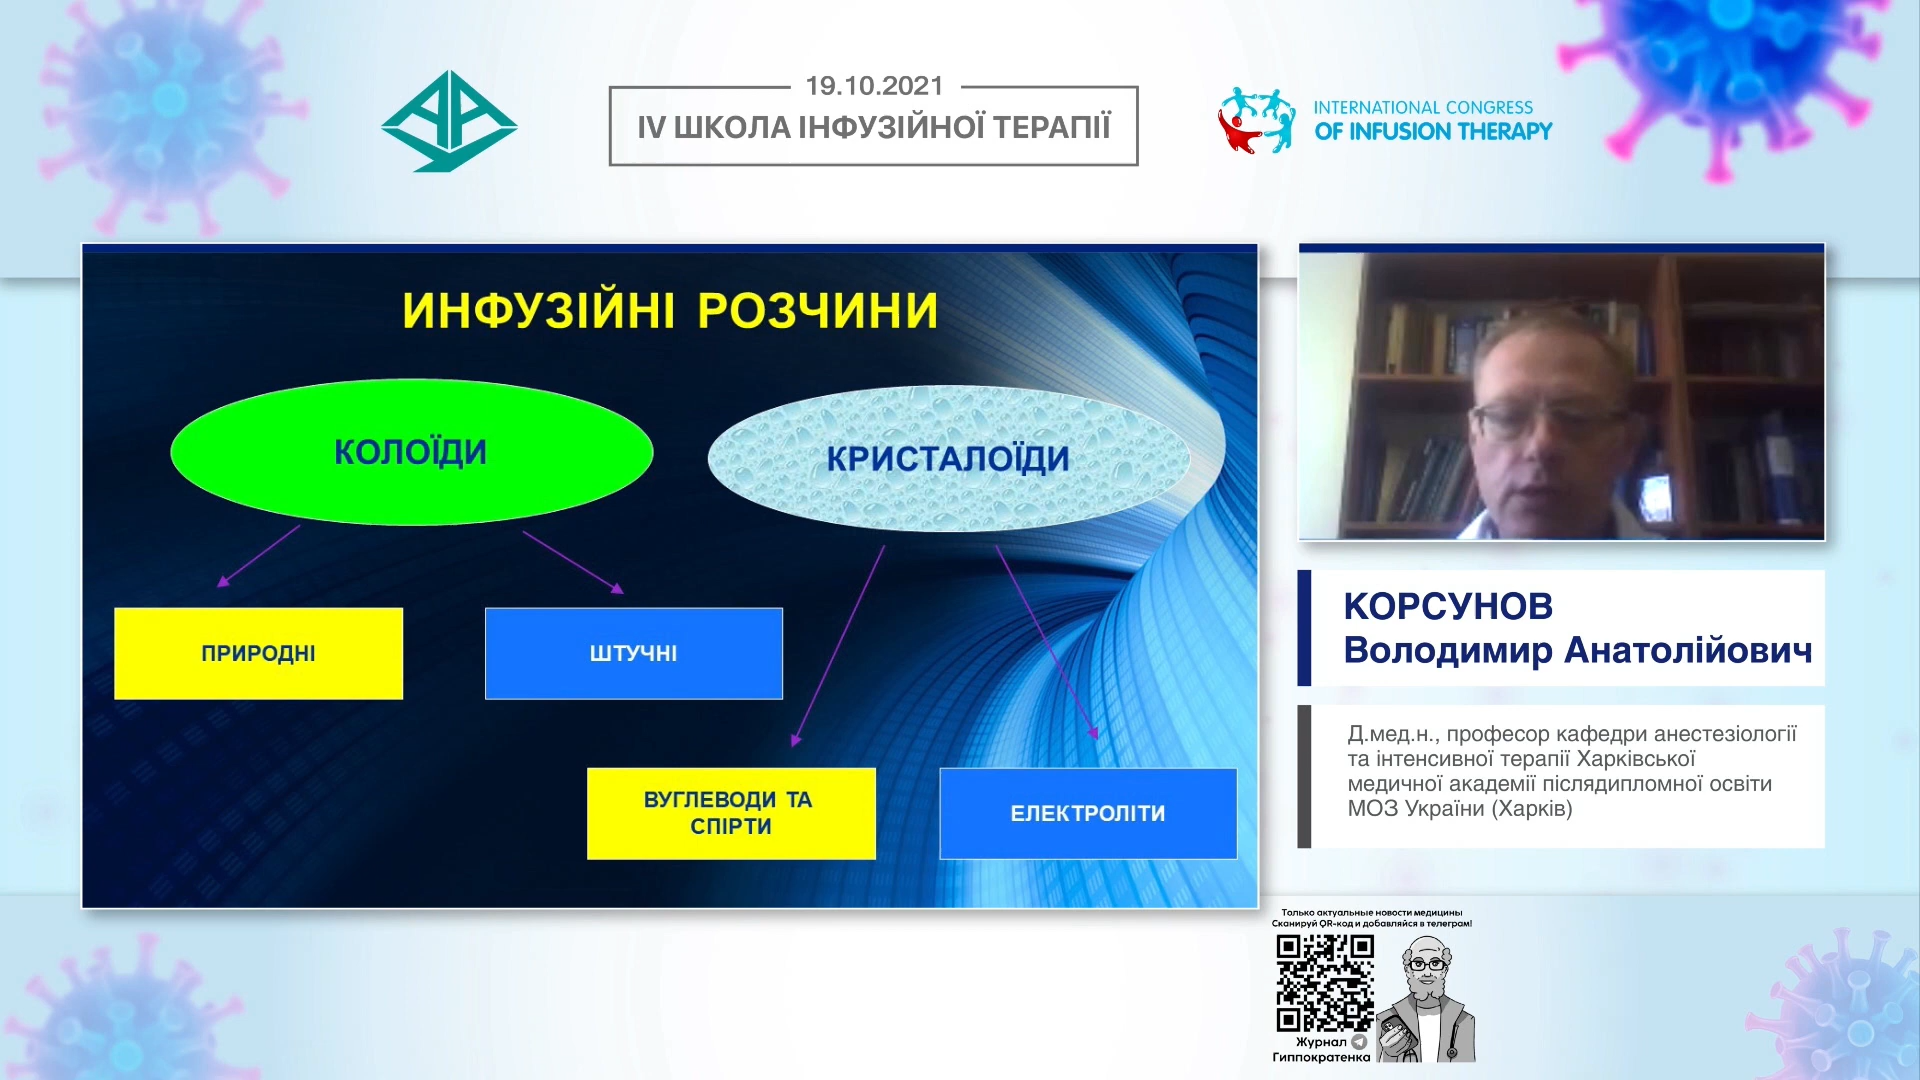 19.10.2021
IV ШКОЛА ІНФУЗІЙНОЇ ТЕРАПІЇ
INTERNATIONAL CONGRESS
OF INFUSION THERAPY
ИНФУЗІЙНІ РОЗЧИНИ
КОЛОЇДИ
КРИСТАЛОЇДИ
ПРИРОДНІ
ШТУЧНІ
ВУГЛЕВОДИ ТА
СПІРТИ
ЕЛЕКТРОЛІТИ
КОРСУНОВ
Володимир Анатолійович
Д.мед.н., професор кафедри анестезіології
та інтенсивної терапії Харківської
медичної академії післядипломної освіти
МОЗ України (Харків)
Только актуальные новости медицины
Сканируй QR-код и добавляйся в телеграм!
Журнал
Гиппократенка